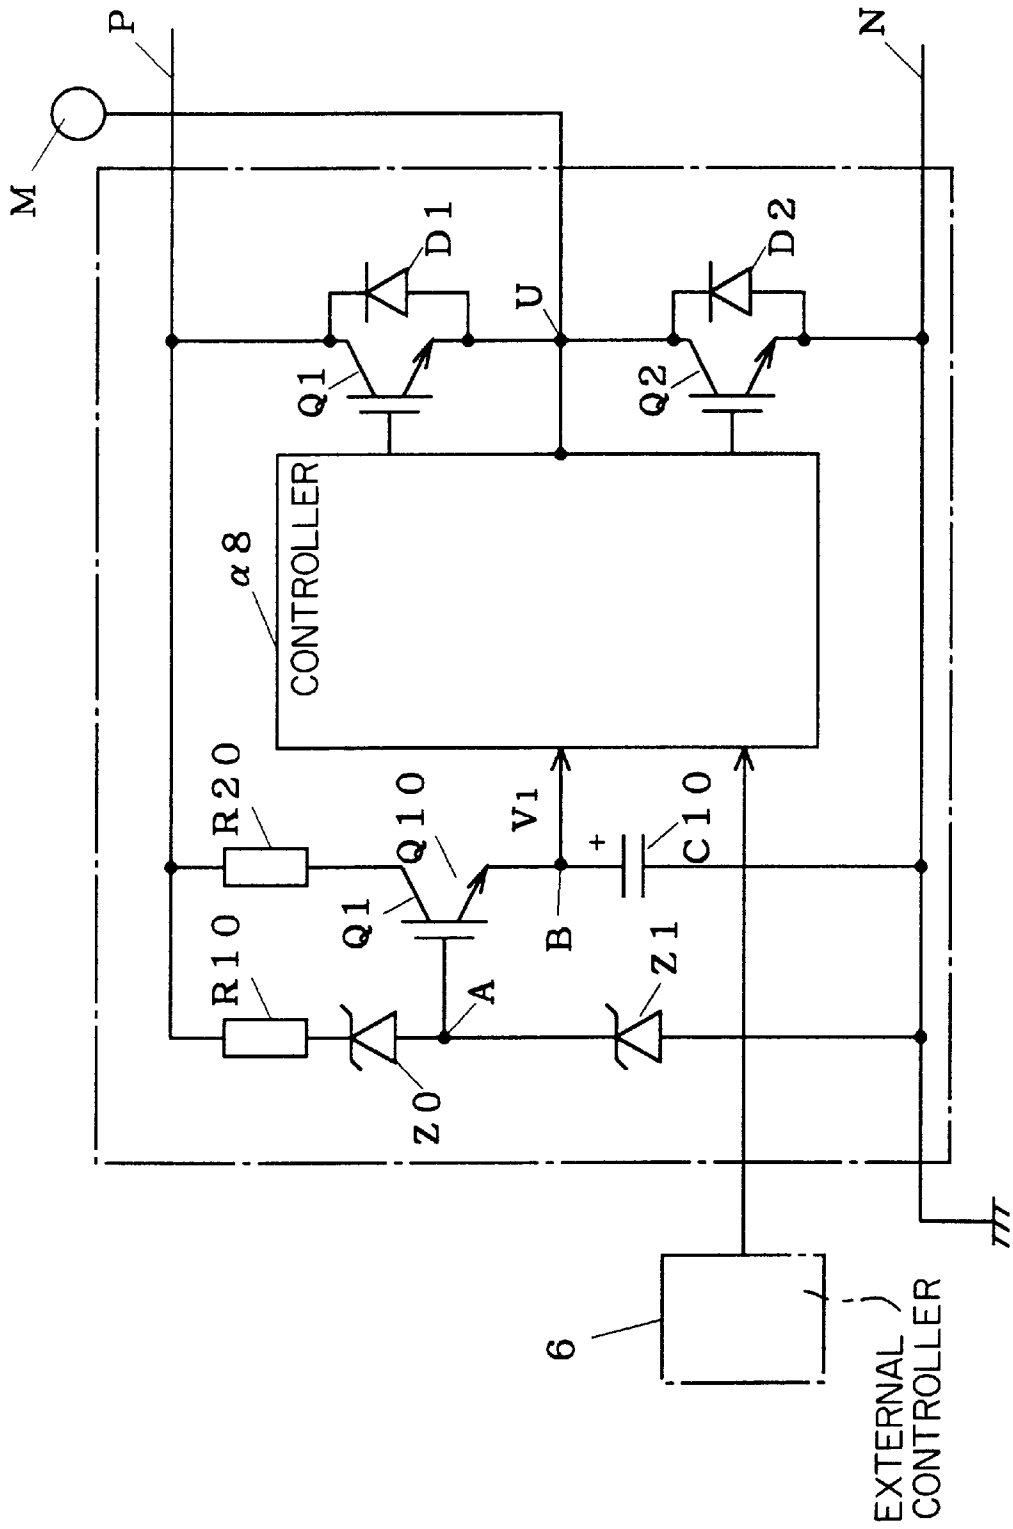 P
M
N
D1
D2
U
Q1
Q2
α8
CONTROLLER
R20
Q10
V1
+
C10
R10
Q1
B
A
Z1
Z0
6
EXTERNAL
CONTROLLER